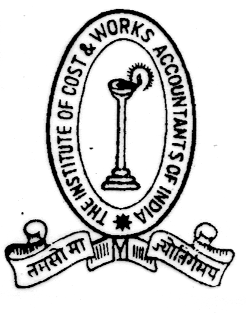 THE INSTITUTE OF COST & WORKS ACCOUNTANTS OF INDIA
तमसो मा ज्योतिर्गमय